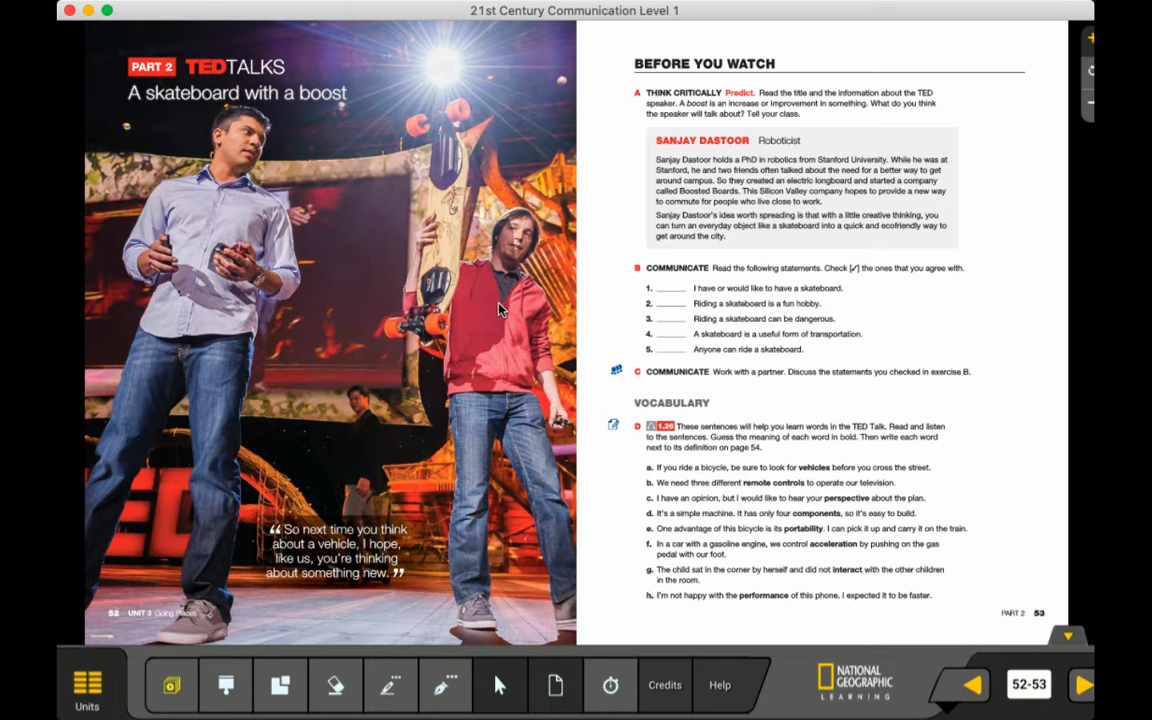 21st Century Communication Level 1
PART 2 TEDTALKS
A skateboard with a boost
“So next time you think
about a vehicle, I hope,
like us, you're thinking
about something new.”
52 UNIT 3 Going Places
BEFORE YOU WATCH
A THINK CRITICALLY Predict. Read the title and the information about the TED
speaker. A boost is an increase or improvement in something. What do you think
the speaker will talk about? Tell your class.
SANJAY DASTOOR Roboticist
Sanjay Dastoor holds a PhD in robotics from Stanford University. While he was at
Stanford, he and two friends often talked about the need for a better way to get
around campus. So they created an electric longboard and started a company
called Boosted Boards. This Silicon Valley company hopes to provide a new way
to commute for people who live close to work.
Sanjay Dastoor's idea worth spreading is that with a little creative thinking, you
can turn an everyday object like a skateboard into a quick and ecofriendly way to
get around the city.
B COMMUNICATE Read the following statements. Check [✓] the ones that you agree with.
1. ______ I have or would like to have a skateboard.
2. ______ Riding a skateboard is a fun hobby.
3. ______ Riding a skateboard can be dangerous.
4. ______ A skateboard is a useful form of transportation.
5. ______ Anyone can ride a skateboard.
C COMMUNICATE Work with a partner. Discuss the statements you checked in exercise B.
VOCABULARY
D 1.26 These sentences will help you learn words in the TED Talk. Read and listen
to the sentences. Guess the meaning of each word in bold. Then write each word
next to its definition on page 54.
a. If you ride a bicycle, be sure to look for vehicles before you cross the street.
b. We need three different remote controls to operate our television.
c. I have an opinion, but I would like to hear your perspective about the plan.
d. It's a simple machine. It has only four components, so it's easy to build.
e. One advantage of this bicycle is its portability. I can pick it up and carry it on the train.
f. In a car with a gasoline engine, we control acceleration by pushing on the gas
pedal with our foot.
g. The child sat in the corner by herself and did not interact with the other children
in the room.
h. I'm not happy with the performance of this phone. I expected it to be faster.
PART 2 53
Units
Credits
Help
NATIONAL
GEOGRAPHIC
LEARNING
52-53